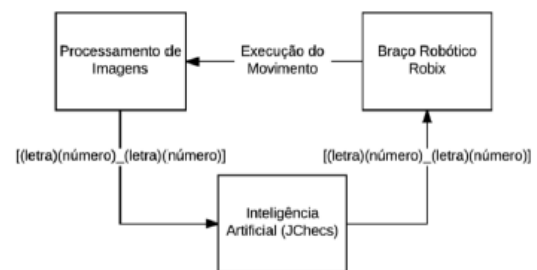 Processamento de
Imagens
Execução do
Movimento
Braço Robótico
Robix
[(letra)(número)_(letra)(número)]
[(letra)(número)_(letra)(número)]
Inteligência
Artificial (JChecs)